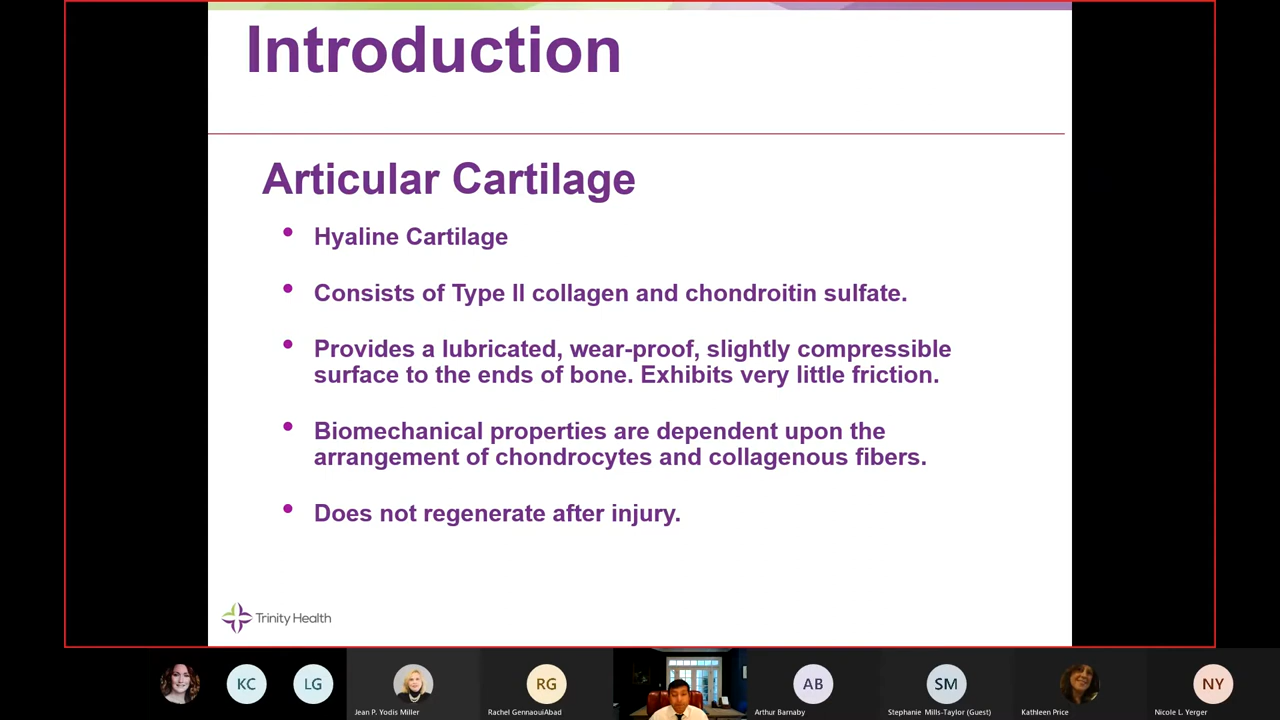 Introduction
Articular Cartilage
• Hyaline Cartilage
• Consists of Type II collagen and chondroitin sulfate.
• Provides a lubricated, wear-proof, slightly compressible
surface to the ends of bone. Exhibits very little friction.
• Biomechanical properties are dependent upon the
arrangement of chondrocytes and collagenous fibers.
• Does not regenerate after injury.
Trinity Health
KC
LG
RG
AB
SM
NY
Jean P. Yodis Miller
Rachel GennaouiAbad
Arthur Barnaby
Stephanie Mills-Taylor (Guest)
Kathleen Price
Nicole L. Yerger